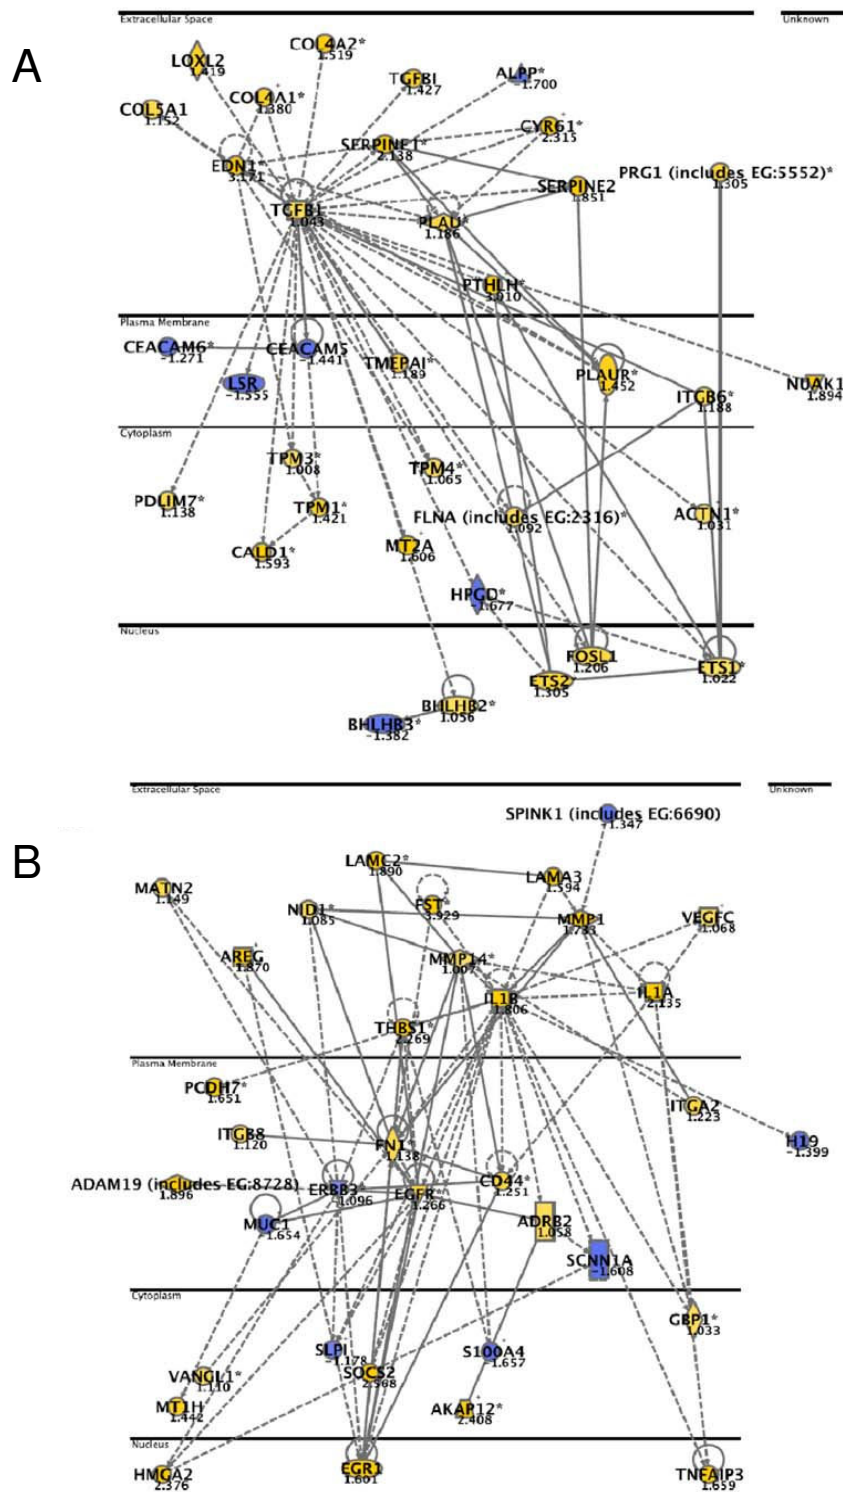 A
Extracellular Space
Unknown
LOXL2
1.419
COL4A2*
1.519
TGFBI
1.427
ALPP*
-1.700
COL5A1
1.152
COL4A1*
1.380
CYR61*
2.315
SERPINE1*
2.138
EDN1*
3.171
PRG1 (includes EG:5552)*
1.305
SERPINE2
1.851
TGFB1
1.043
PLAU*
1.186
PTHLH*
3.010
Plasma Membrane
CEACAM6*
-1.271
CEACAM5
-1.441
TMEPAI*
1.189
PLAUR*
1.452
NUAK1
1.894
LSR
-1.555
ITGB6*
1.188
Cytoplasm
TPM3*
1.008
TPM4*
1.065
PDLIM7*
1.138
TPM1*
1.421
FLNA (includes EG:2316)*
1.092
ACTN1*
1.031
CALD1*
1.593
MT2A
1.606
HPGD*
-1.677
Nucleus
FOSL1
1.206
ETS1*
1.022
ETS2*
1.305
BHLHB2*
1.056
BHLHB3*
-1.382
B
Extracellular Space
Unknown
SPINK1 (includes EG:6690)
-1.347
LAMC2*
1.890
LAMA3
1.594
MATN2
1.149
NID1*
1.085
FST*
3.929
MMP1
1.733
VEGFC
1.068
AREG
1.870
MMP14*
1.007
IL1B
1.806
IL1A
2.135
THBS1
2.269
Plasma Membrane
PCDH7*
1.651
ITGA2
1.223
ITGB8
1.120
FN1*
1.138
H19
-1.399
ADAM19 (includes EG:8728)
1.896
ERBB3*
-1.096
EGFR*
1.266
CD44*
1.251
MUC1
-1.654
ADRB2
1.058
SCNN1A
-1.608
Cytoplasm
GBP1*
1.033
SLPI
-1.178
S100A4
-1.657
VANGL1*
1.110
SOCS2
2.568
MT1H
1.442
AKAP12*
2.408
Nucleus
HMGA2
2.376
EGR1
1.601
TNFAIP3
1.659